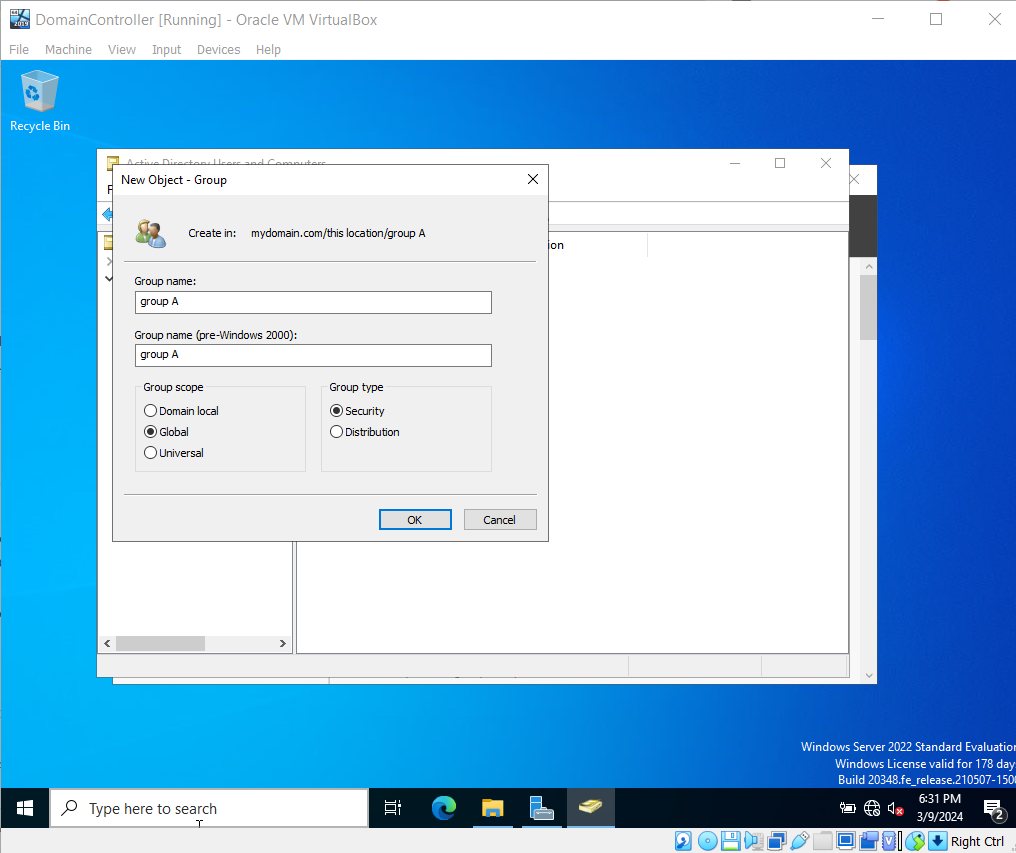 DomainController [Running] - Oracle VM VirtualBox
File Machine View Input Devices Help
Recycle Bin
Active Directory Users and Computers
New Object - Group
Create in: mydomain.com/this location/group A
Group name:
group A
Group name (pre-Windows 2000):
group A
Group scope
Group type
Domain local
Security
Global
Distribution
Universal
OK
Cancel
Windows Server 2022 Standard Evaluation
Windows License valid for 178 day
Build 20348.fe_release.210507-150
Type here to search
6:31 PM
3/9/2024
2
Right Ctrl